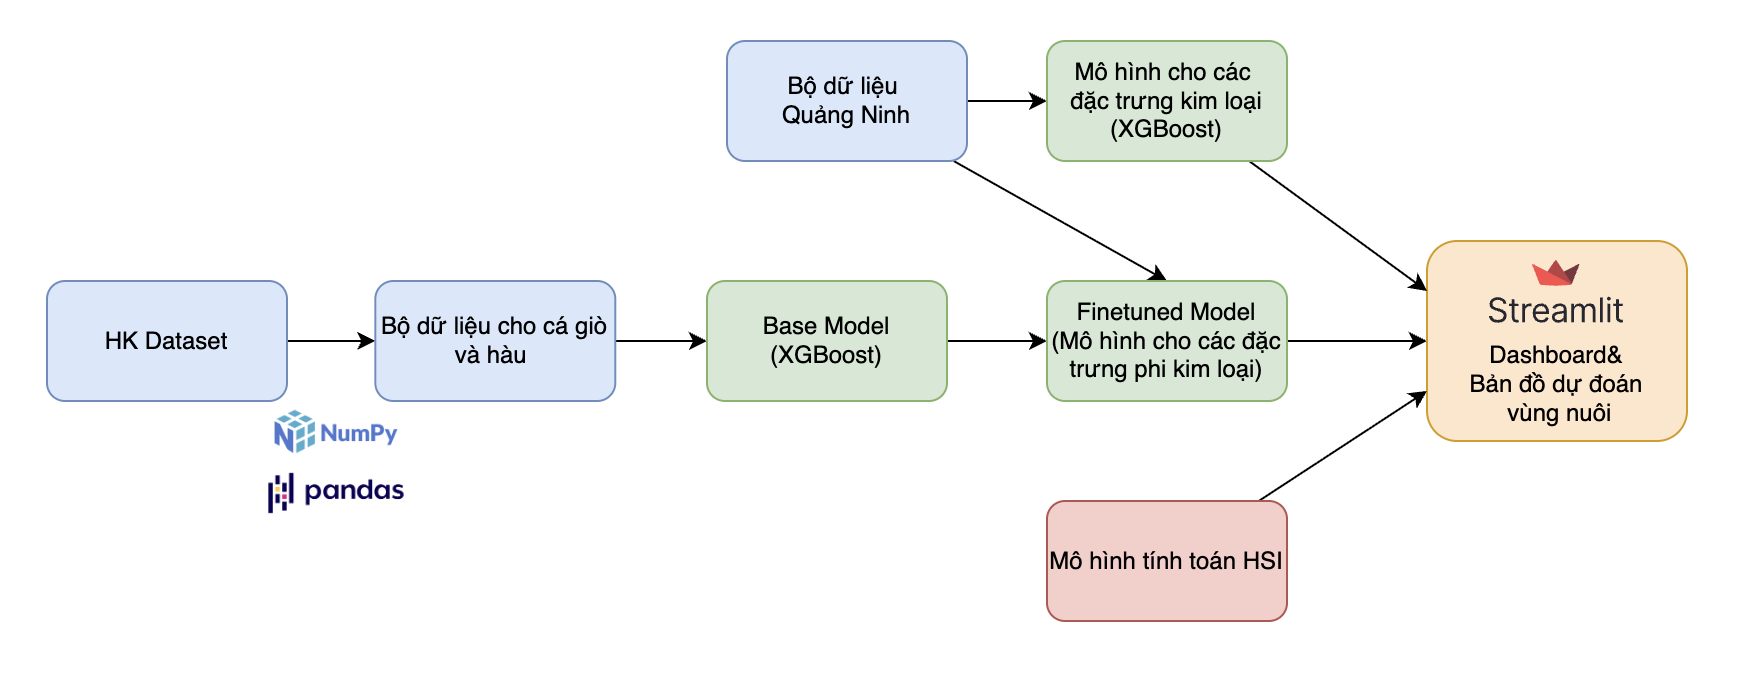 Bộ dữ liệu
Quảng Ninh
Mô hình cho các
đặc trưng kim loại
(XGBoost)
HK Dataset
Bộ dữ liệu cho cá giò
và hàu
Base Model
(XGBoost)
Finetuned Model
(Mô hình cho các đặc
trưng phi kim loại)
Streamlit
Dashboard&
Bản đồ dự đoán
vùng nuôi
NumPy
pandas
Mô hình tính toán HSI